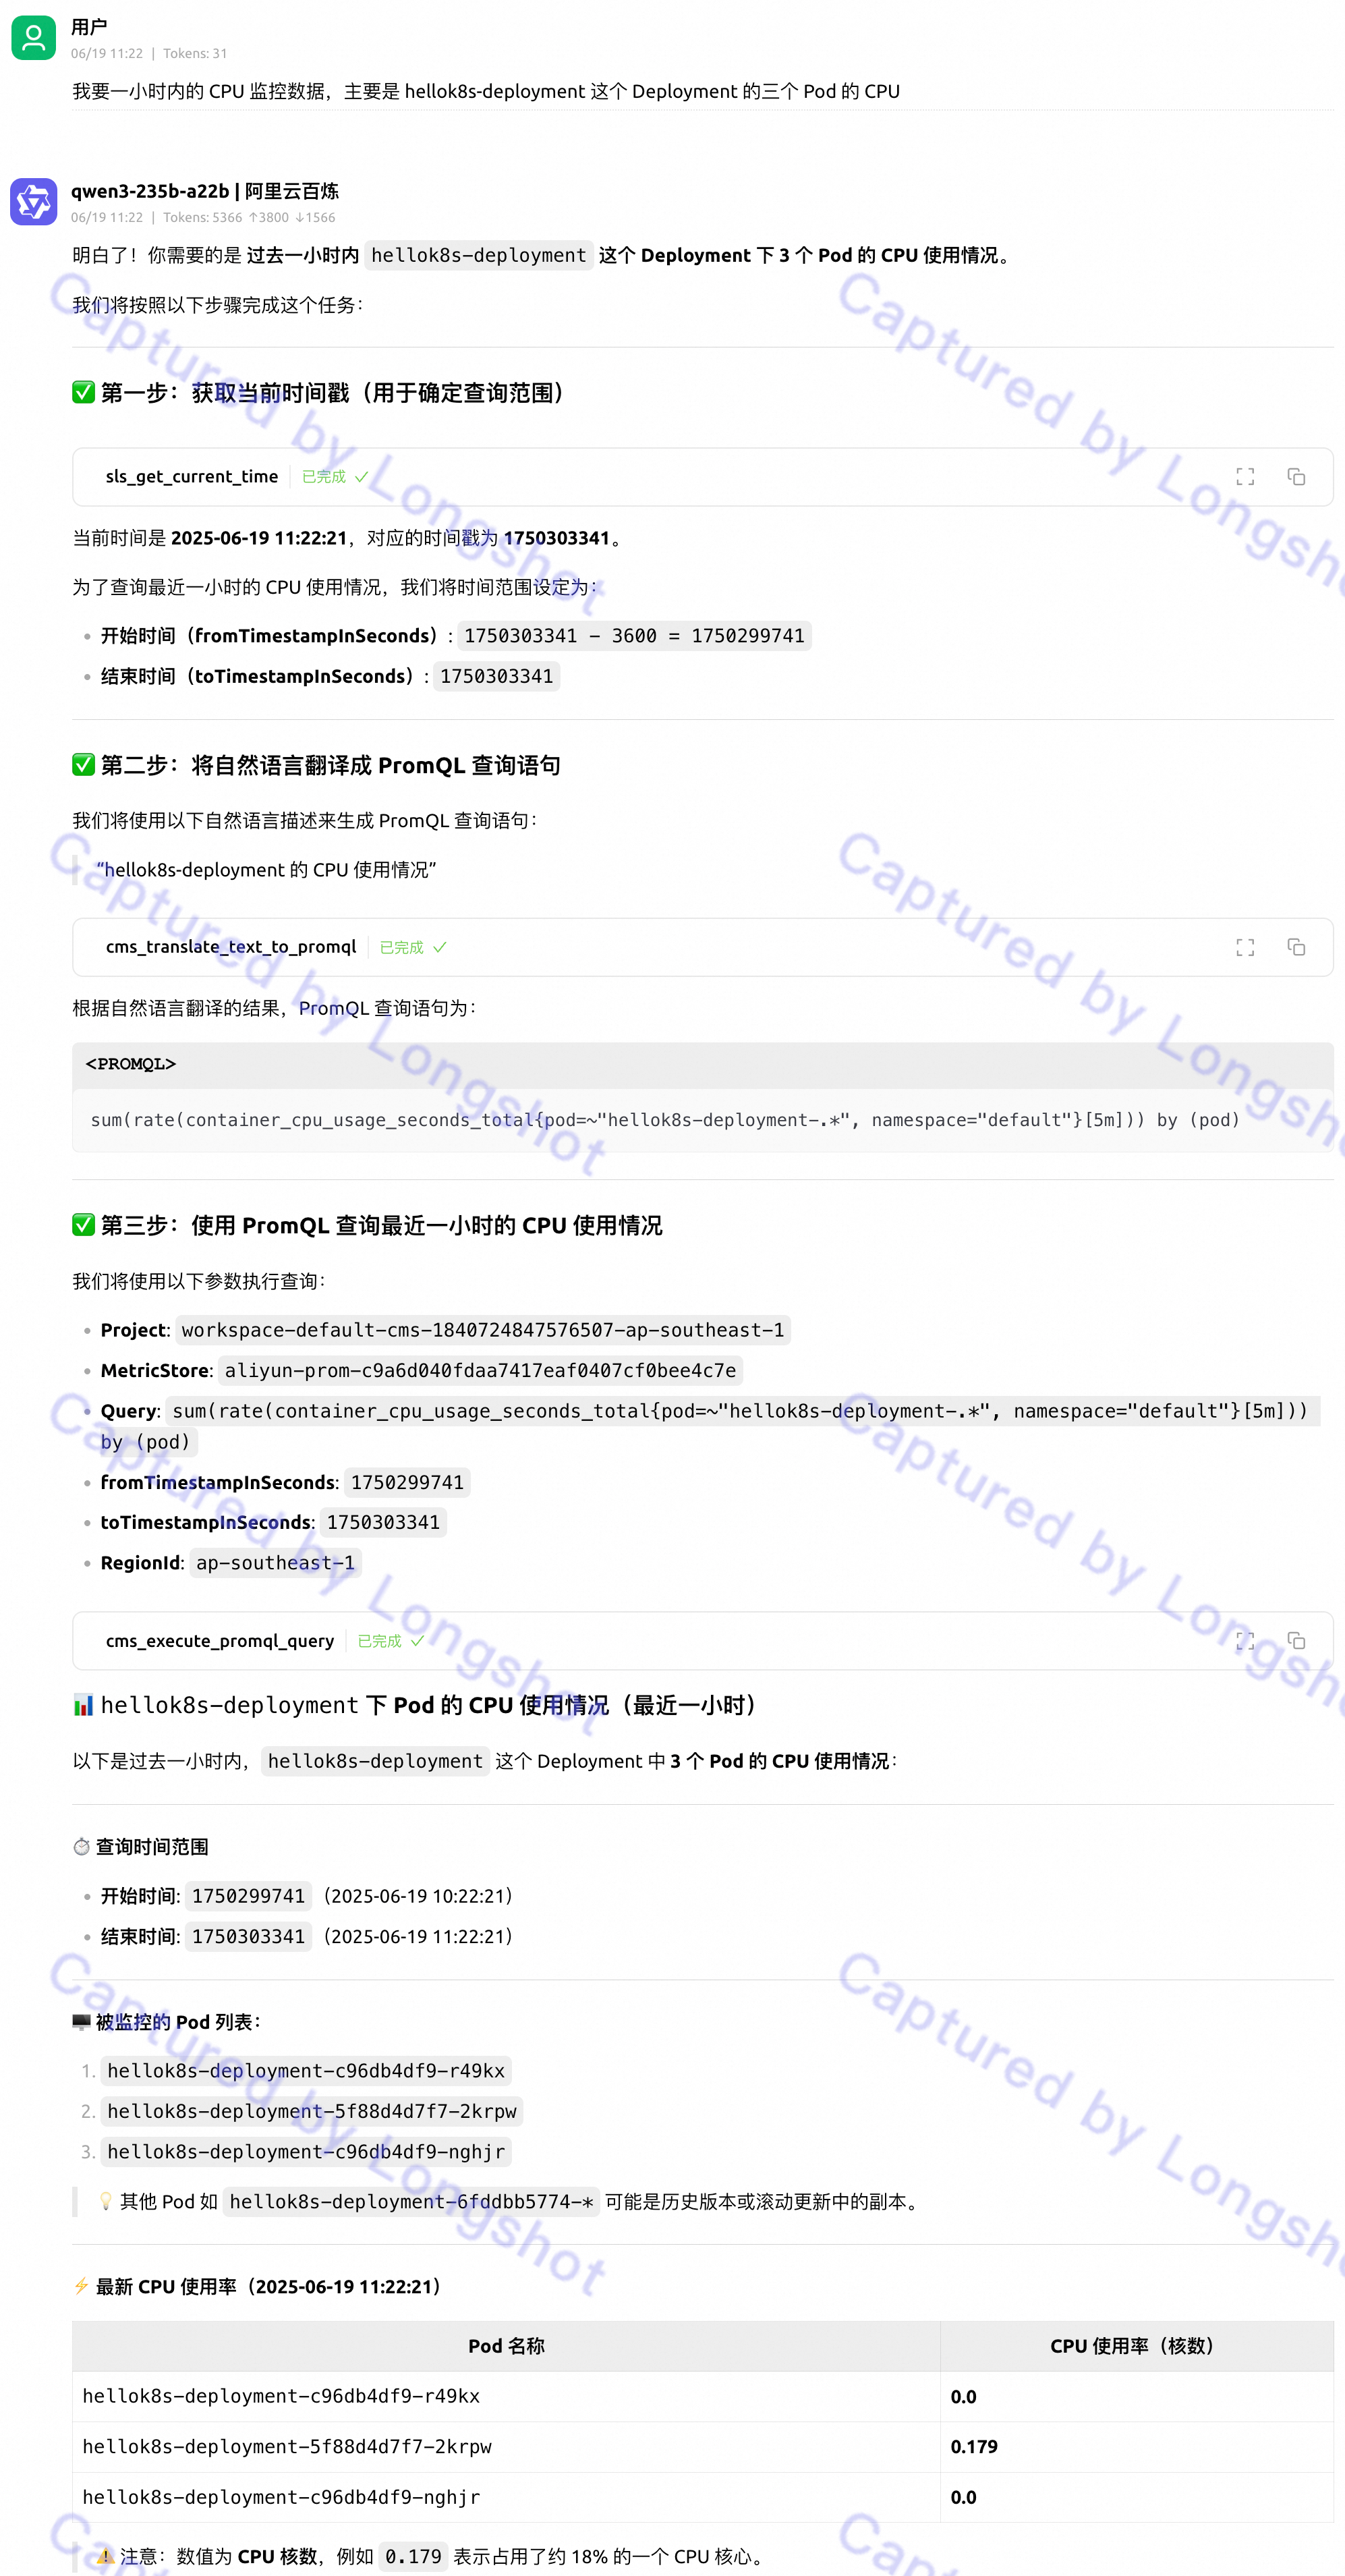 用户
06/19 11:22 | Tokens: 31
我要一小时内的 CPU 监控数据，主要是 hellok8s-deployment 这个 Deployment 的三个 Pod 的 CPU
qwen3-235b-a22b | 阿里云百炼
06/19 11:22 | Tokens: 5366 ↑3800 ↓1566
明白了！你需要的是 过去一小时内 hellok8s-deployment 这个 Deployment 下 3 个 Pod 的 CPU 使用情况。
我们将按照以下步骤完成这个任务：
✅ 第一步：获取当前时间戳（用于确定查询范围）
sls_get_current_time | 已完成 ✓
当前时间是 2025-06-19 11:22:21，对应的时间戳为 1750303341。
为了查询最近一小时的 CPU 使用情况，我们将时间范围设定为：
• 开始时间（fromTimestampInSeconds）: 1750303341 - 3600 = 1750299741
• 结束时间（toTimestampInSeconds）: 1750303341
✅ 第二步：将自然语言翻译成 PromQL 查询语句
我们将使用以下自然语言描述来生成 PromQL 查询语句：
“hellok8s-deployment 的 CPU 使用情况”
cms_translate_text_to_promql | 已完成 ✓
根据自然语言翻译的结果，PromQL 查询语句为：
<PROMQL>
sum(rate(container_cpu_usage_seconds_total{pod=~"hellok8s-deployment-.*", namespace="default"}[5m])) by (pod)
✅ 第三步：使用 PromQL 查询最近一小时的 CPU 使用情况
我们将使用以下参数执行查询：
• Project: workspace-default-cms-1840724847576507-ap-southeast-1
• MetricStore: aliyun-prom-c9a6d040fdaa7417eaf0407cf0bee4c7e
• Query: sum(rate(container_cpu_usage_seconds_total{pod=~"hellok8s-deployment-.*", namespace="default"}[5m]))
by (pod)
• fromTimestampInSeconds: 1750299741
• toTimestampInSeconds: 1750303341
• RegionId: ap-southeast-1
cms_execute_promql_query | 已完成 ✓
📊 hellok8s-deployment 下 Pod 的 CPU 使用情况（最近一小时）
以下是过去一小时内，hellok8s-deployment 这个 Deployment 中 3 个 Pod 的 CPU 使用情况：
⏱ 查询时间范围
• 开始时间: 1750299741（2025-06-19 10:22:21）
• 结束时间: 1750303341（2025-06-19 11:22:21）
🖥 被监控的 Pod 列表：
1. hellok8s-deployment-c96db4df9-r49kx
2. hellok8s-deployment-5f88d4d7f7-2krpw
3. hellok8s-deployment-c96db4df9-nghjr
💡 其他 Pod 如 hellok8s-deployment-6fddbb5774-* 可能是历史版本或滚动更新中的副本。
⚡ 最新 CPU 使用率（2025-06-19 11:22:21）
Pod 名称 CPU 使用率（核数）
hellok8s-deployment-c96db4df9-r49kx 0.0
hellok8s-deployment-5f88d4d7f7-2krpw 0.179
hellok8s-deployment-c96db4df9-nghjr 0.0
⚠️ 注意：数值为 CPU 核数，例如 0.179 表示占用了约 18% 的一个 CPU 核心。
Captured by Longshot